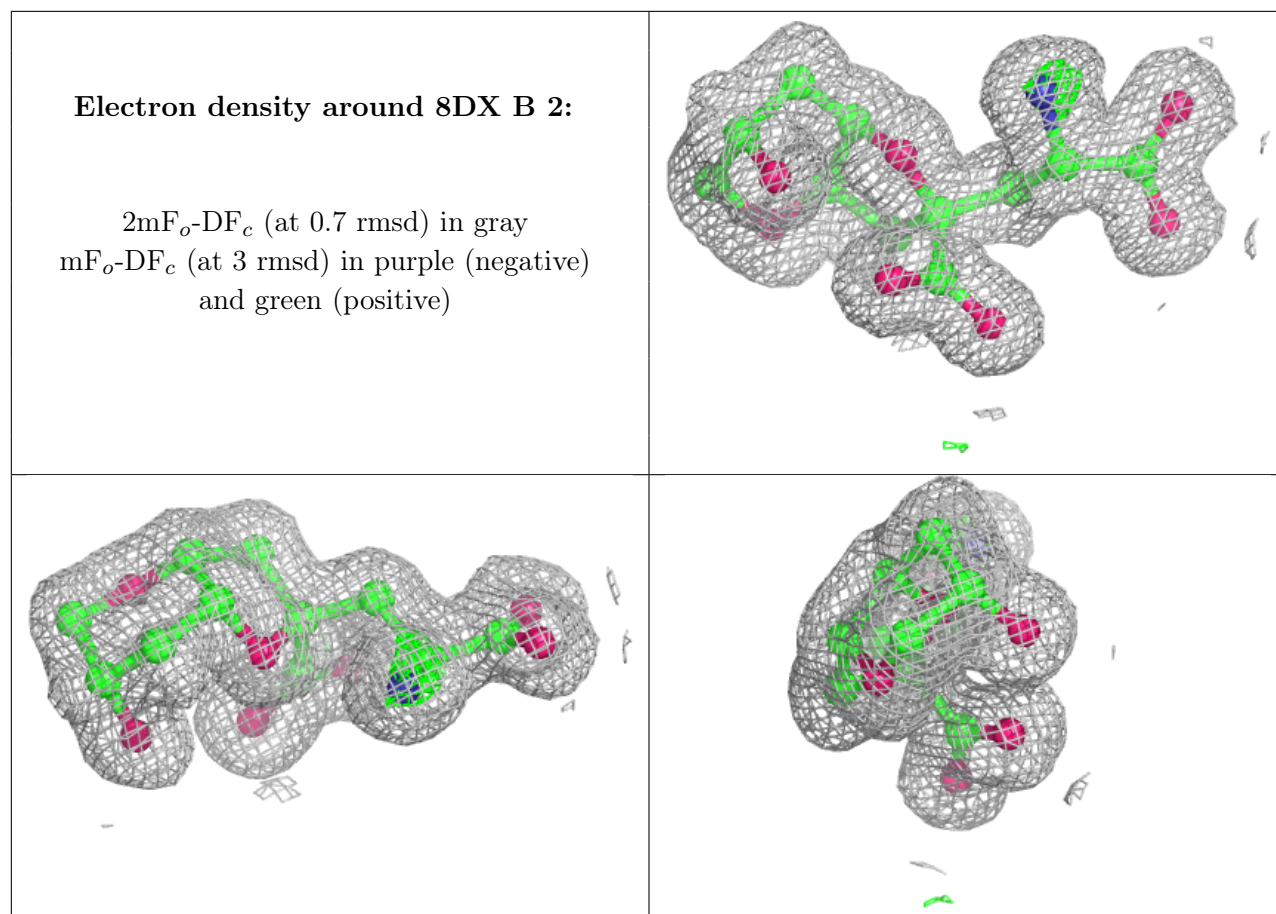 Electron density around 8DX B 2:
2mFo-DFc (at 0.7 rmsd) in gray
mFo-DFc (at 3 rmsd) in purple (negative)
and green (positive)